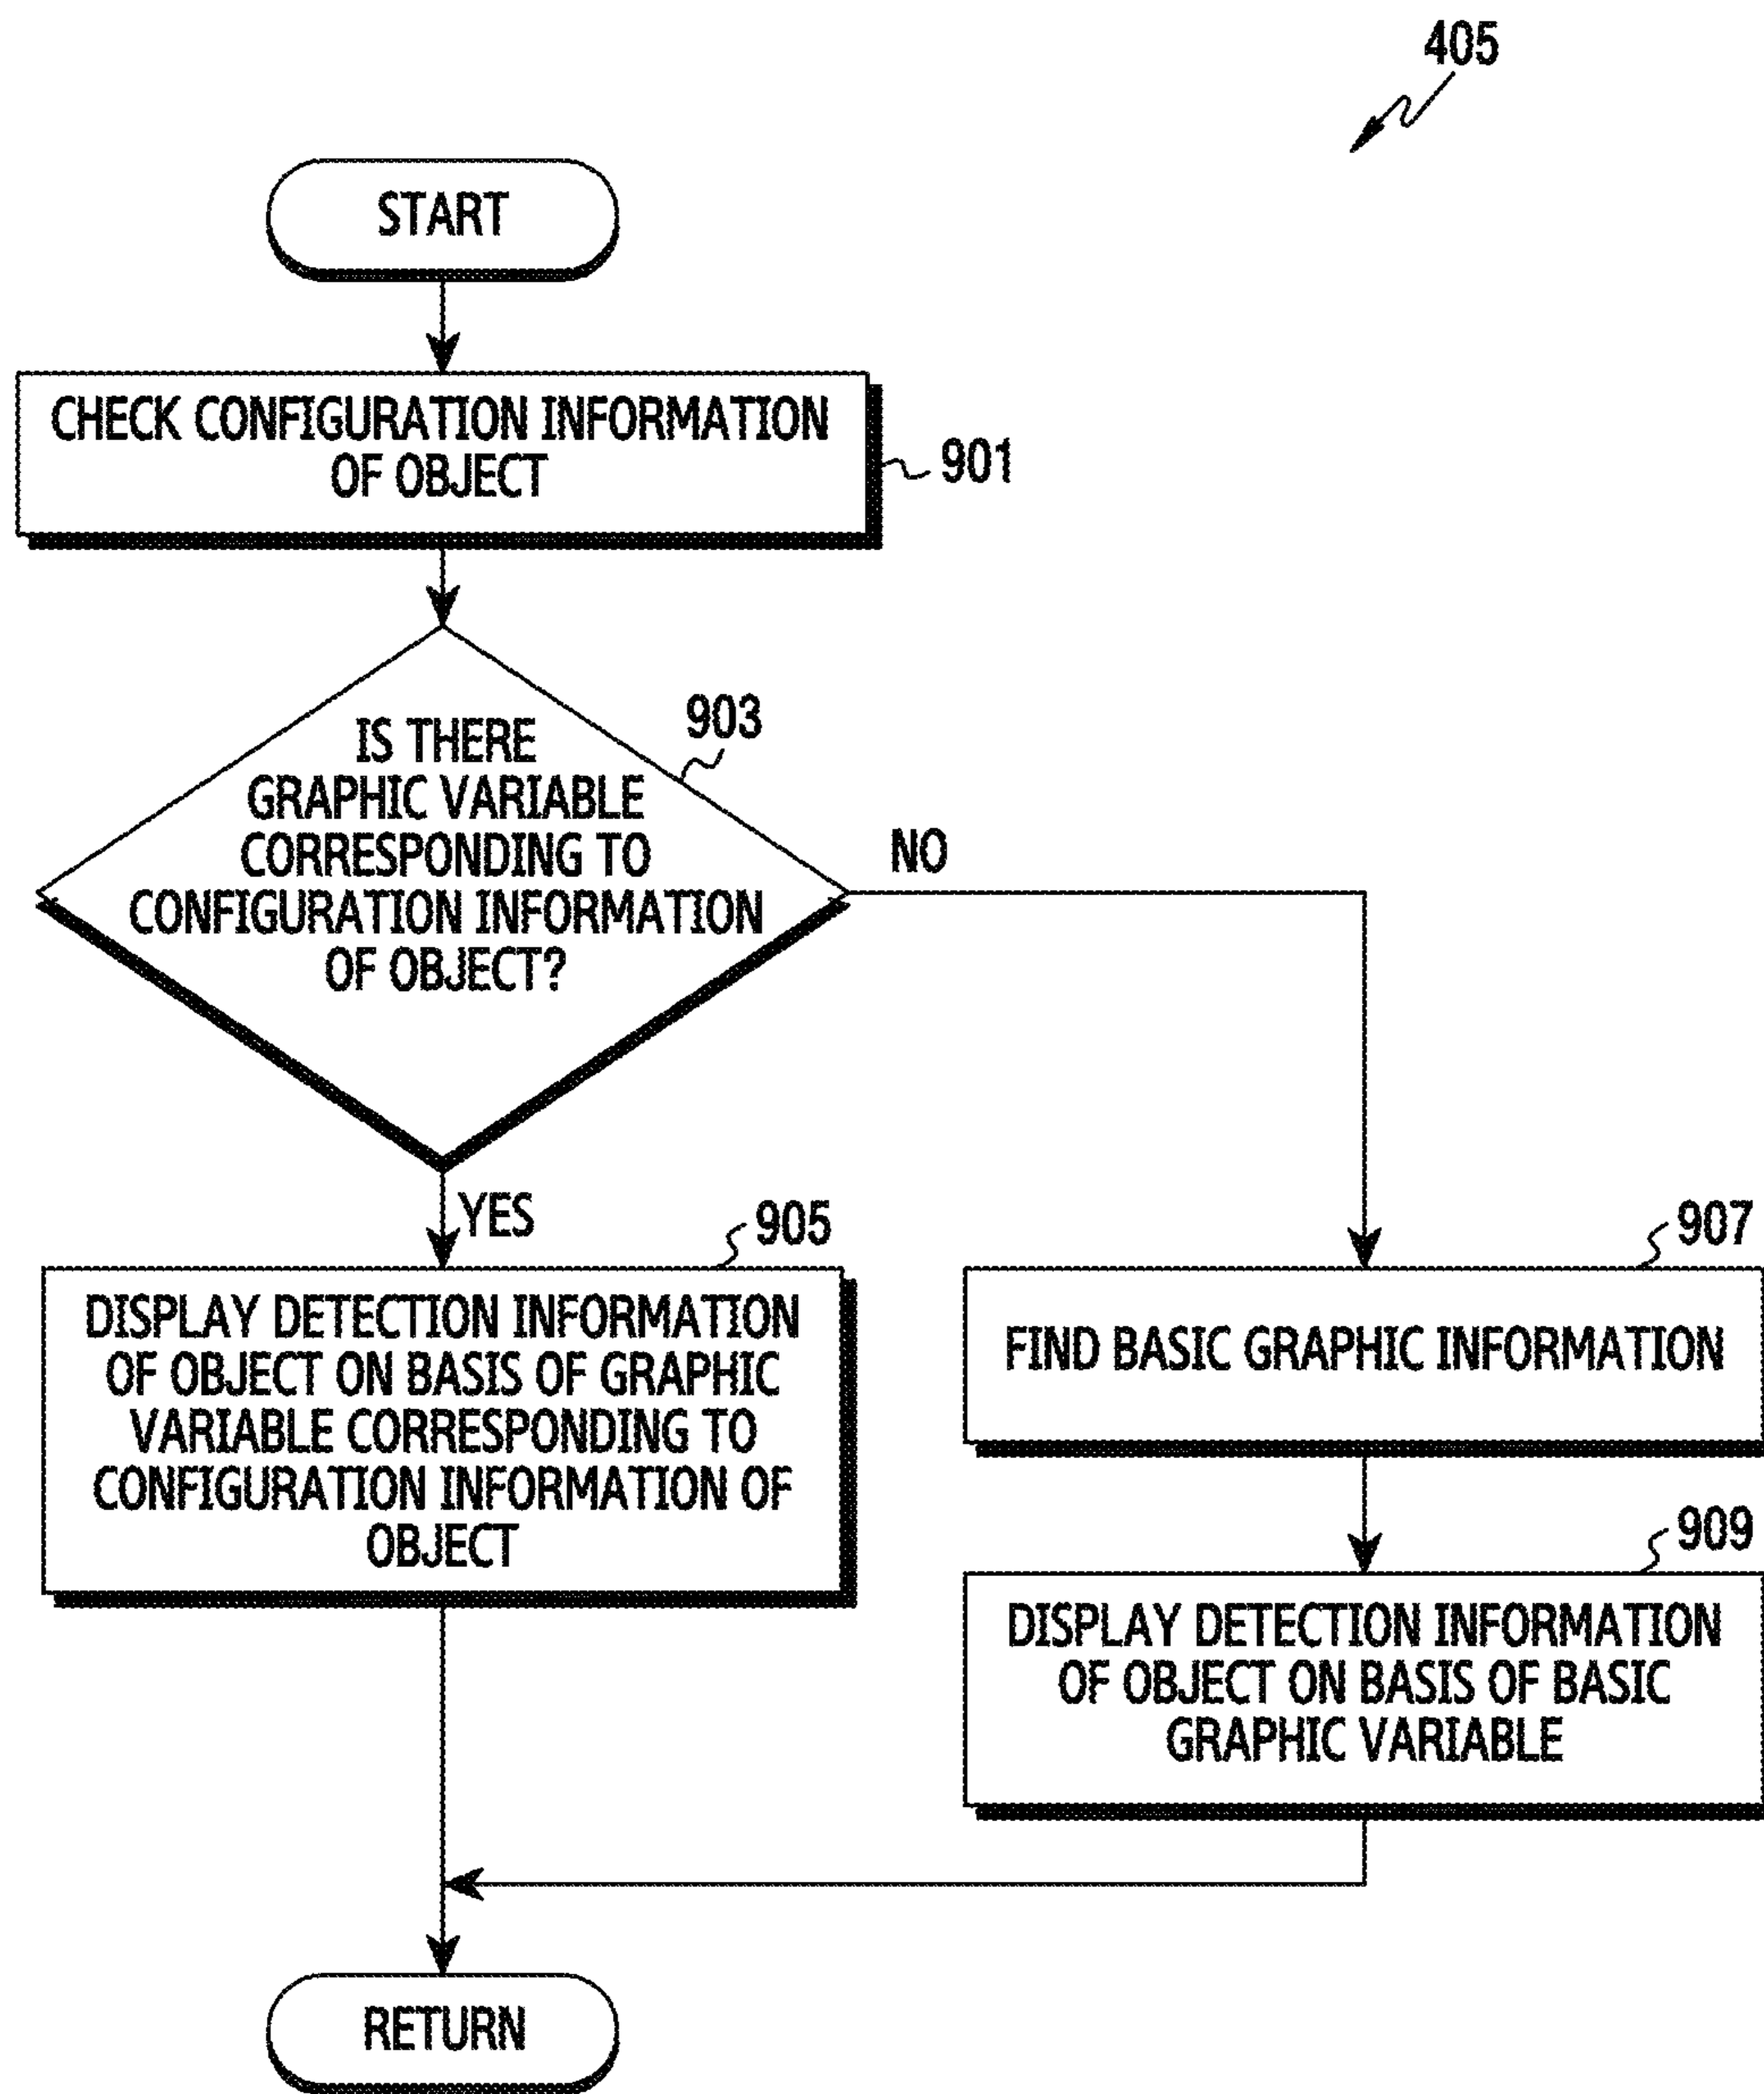 405
START
CHECK CONFIGURATION INFORMATION
OF OBJECT
901
IS THERE
GRAPHIC VARIABLE
CORRESPONDING TO
CONFIGURATION INFORMATION
OF OBJECT?
903
NO
YES
905
DISPLAY DETECTION INFORMATION
OF OBJECT ON BASIS OF GRAPHIC
VARIABLE CORRESPONDING TO
CONFIGURATION INFORMATION OF
OBJECT
907
FIND BASIC GRAPHIC INFORMATION
909
DISPLAY DETECTION INFORMATION
OF OBJECT ON BASIS OF BASIC
GRAPHIC VARIABLE
RETURN